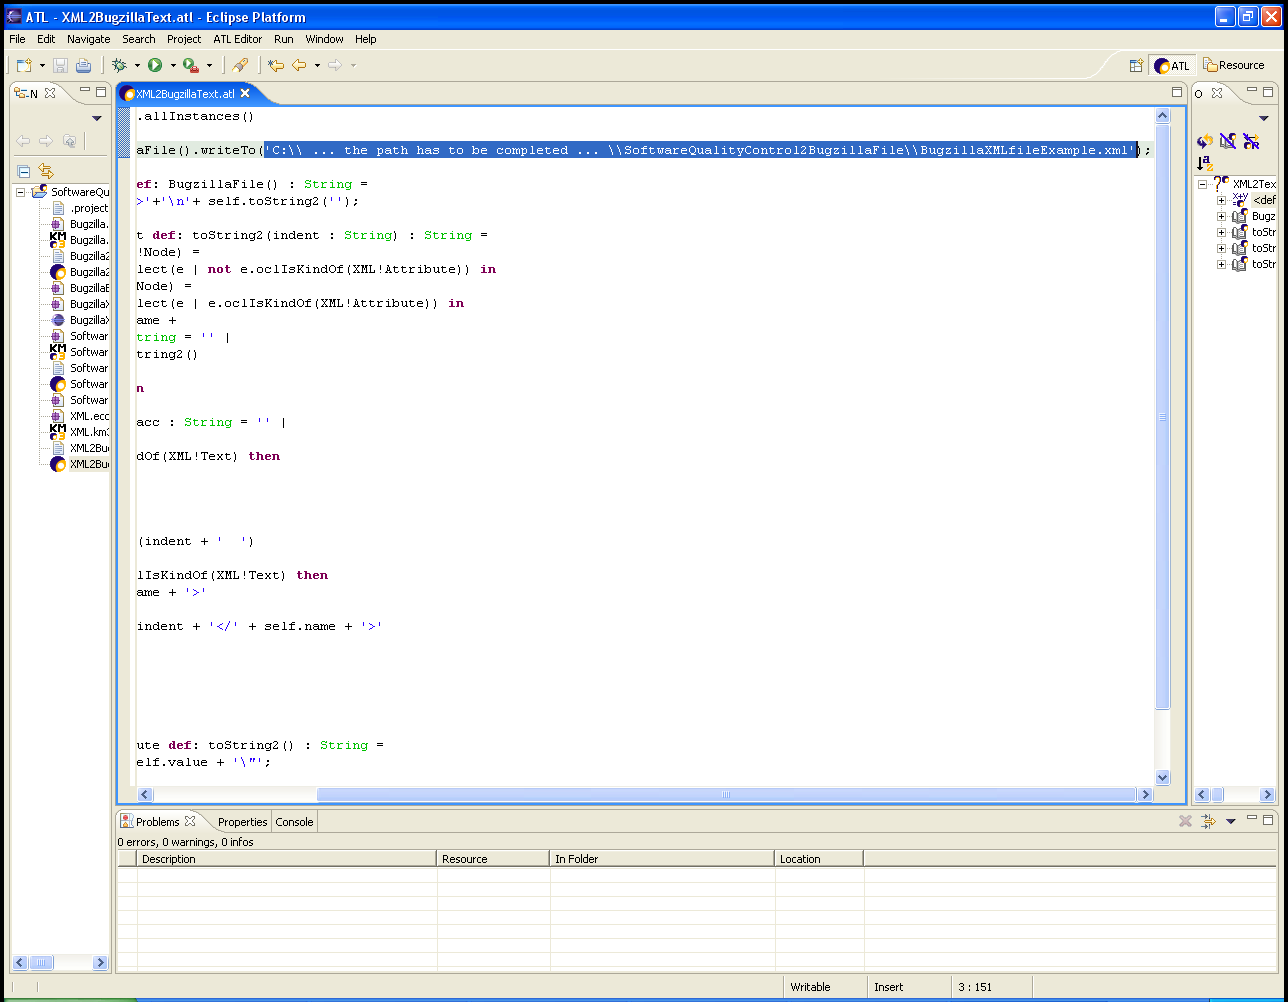 ATL - XML2BugzillaText.atl - Eclipse Platform
File Edit Navigate Search Project ATL Editor Run Window Help
ATL Resource
N
XML2BugzillaText.atl
O
.allInstances()
aFile().writeTo('C:\\ ... the path has to be completed ... \\SoftwareQualityControl2BugzillaFile\\BugzillaXMLfileExample.xml');
ef: BugzillaFile() : String =
>'+'\n'+ self.toString2('');
t def: toString2(indent : String) : String =
!Node) =
lect(e | not e.oclIsKindOf(XML!Attribute)) in
Node) =
lect(e | e.oclIsKindOf(XML!Attribute)) in
ame +
tring = '' |
tring2()
n
acc : String = '' |
dOf(XML!Text) then
(indent + '  ')
lIsKindOf(XML!Text) then
ame + '>'
indent + '</' + self.name + '>'
ute def: toString2() : String =
elf.value + '\"';
SoftwareQu
.project
Bugzilla.
Bugzilla.
Bugzilla2
Bugzilla2
BugzillaE
BugzillaX
BugzillaX
Softwar
Softwar
Softwar
Softwar
Softwar
XML.eco
XML.km3
XML2Bu
XML2Bug
XML2Tex
<def
Bugz
toStr
toStr
toStr
Problems Properties Console
0 errors, 0 warnings, 0 infos
Description Resource In Folder Location
Writable Insert 3 : 151